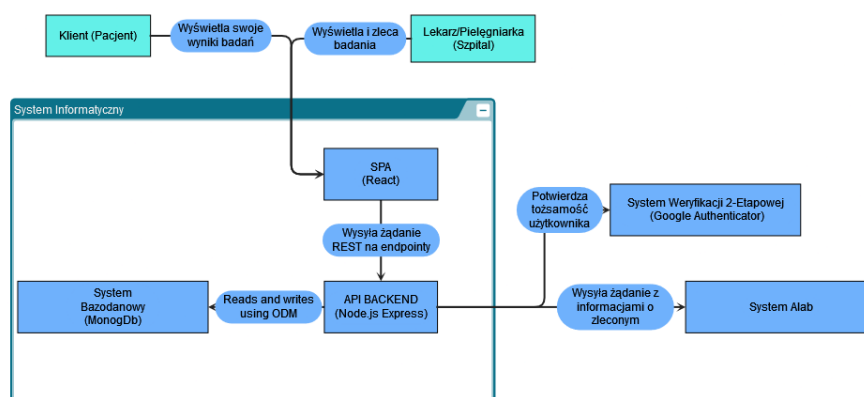 Klient (Pacjent)
Wyświetla swoje
wyniki badań
Wyświetla i zleca
badania
Lekarz/Pielęgniarka
(Szpital)
System Informatyczny
SPA
(React)
Potwierdza
tożsamość
użytkownika
System Weryfikacji 2-Etapowej
(Google Authenticator)
Wysyła żądanie
REST na endpointy
System
Bazodanowy
(MonogDb)
Reads and writes
using ODM
API BACKEND
(Node.js Express)
Wysyła żądanie z
informacjami o
zleconym
System Alab